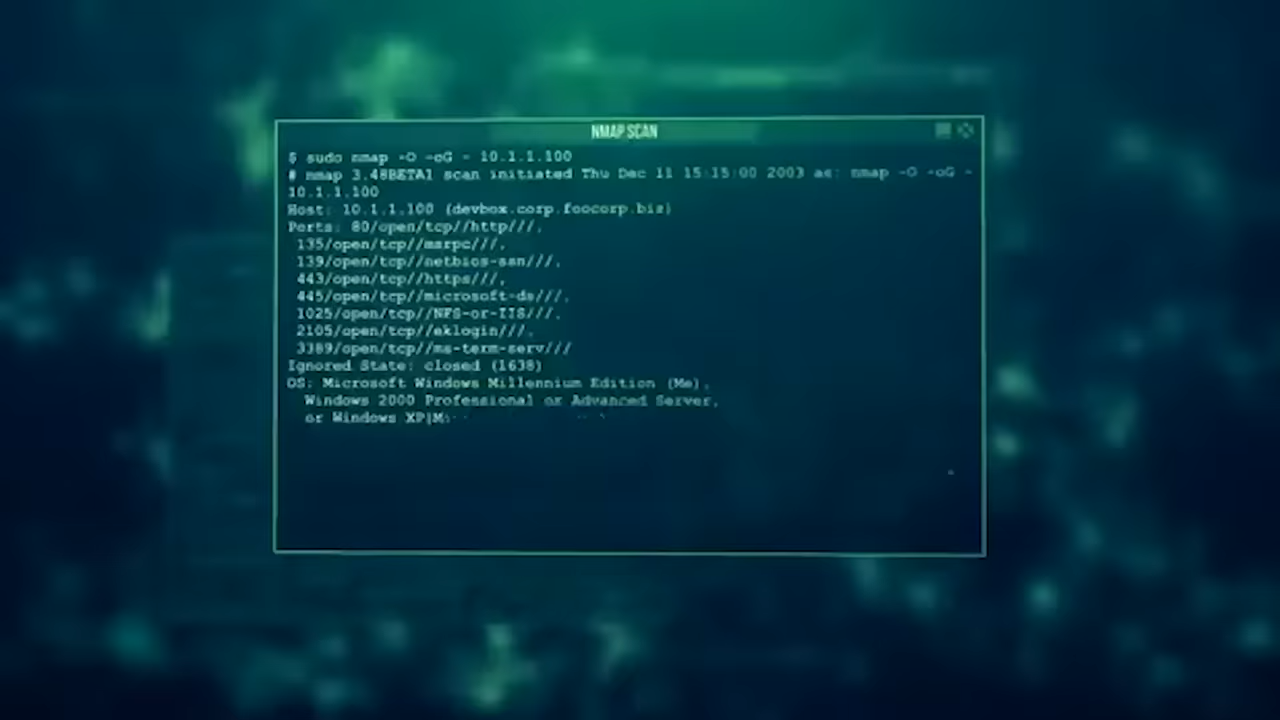 NMAP SCAN
$ sudo nmap -O -oG - 10.1.1.100
# nmap 3.48BETA1 scan initiated Thu Dec 11 15:15:00 2003 as: nmap -O -oG -
10.1.1.100
Host: 10.1.1.100 (devbox.corp.foocorp.biz)
Ports: 80/open/tcp//http///,
135/open/tcp//msrpc///,
139/open/tcp//netbios-ssn///,
443/open/tcp//https///,
445/open/tcp//microsoft-ds///,
1025/open/tcp//NFS-or-IIS///,
2105/open/tcp//eklogin///,
3389/open/tcp//ms-term-serv///
Ignored State: closed (1638)
OS: Microsoft Windows Millennium Edition (Me),
Windows 2000 Professional or Advanced Server,
or Windows XP|M